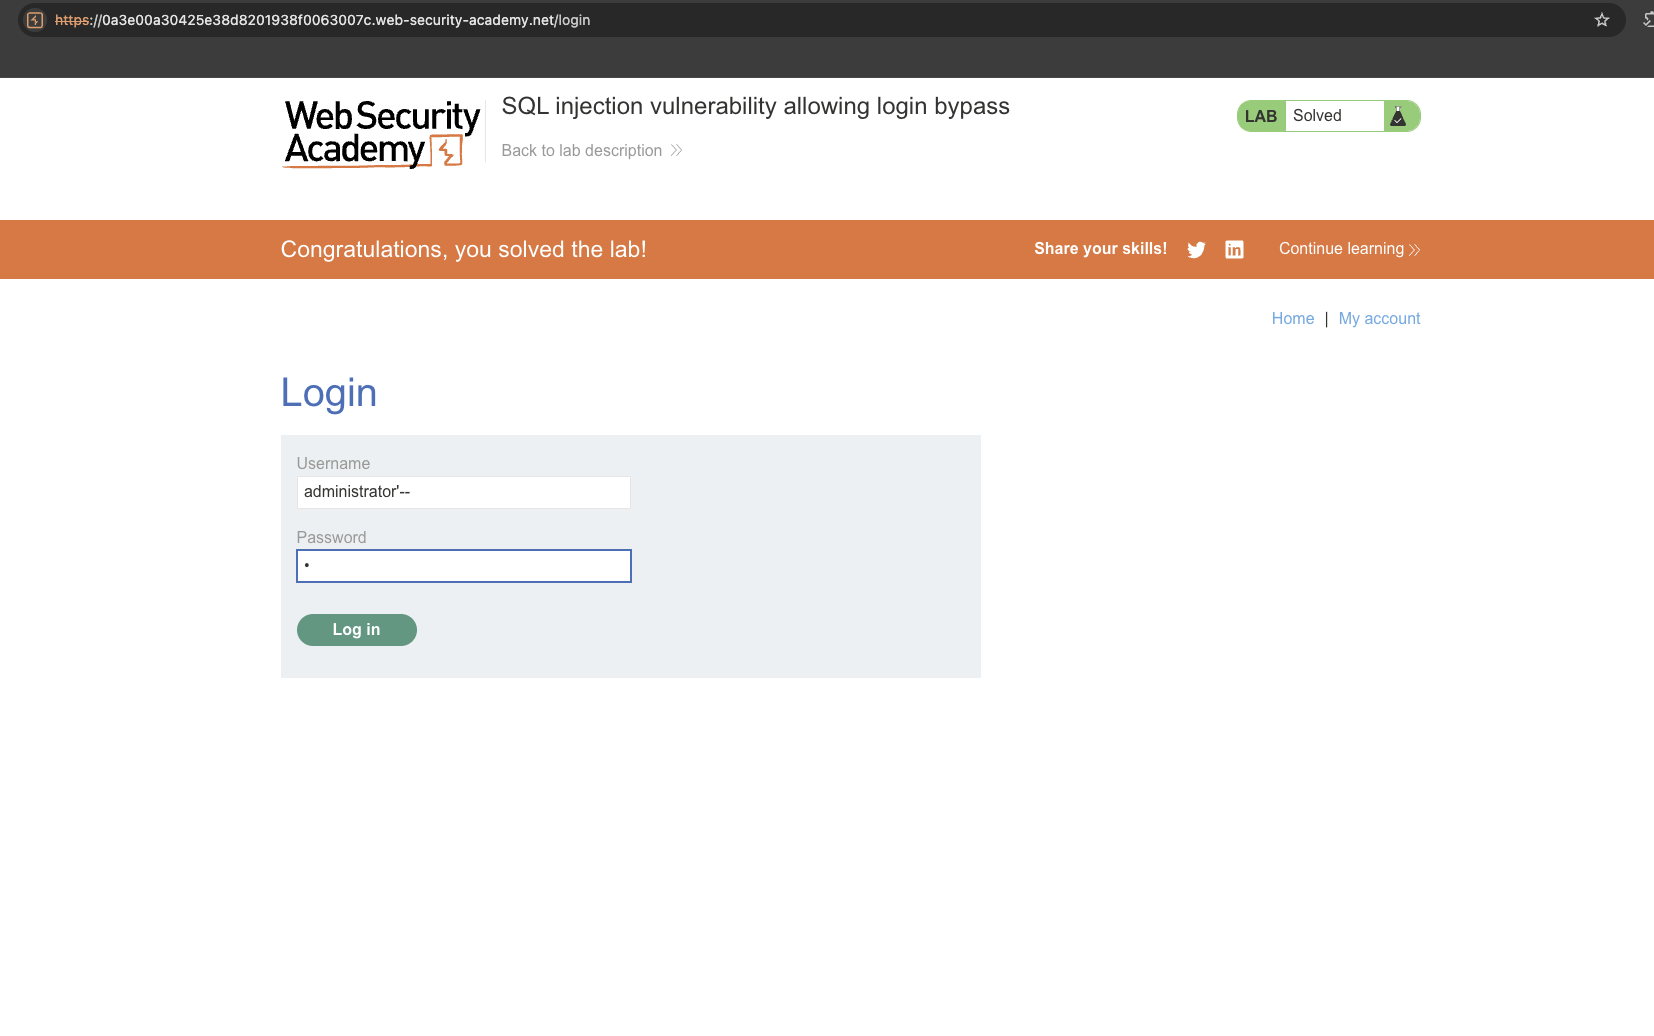 https://0a3e00a30425e38d8201938f0063007c.web-security-academy.net/login
Web Security
Academy
SQL injection vulnerability allowing login bypass
Back to lab description
LAB Solved
Congratulations, you solved the lab!
Share your skills!
Continue learning
Home | My account
Login
Username
administrator'--
Password
•
Log in